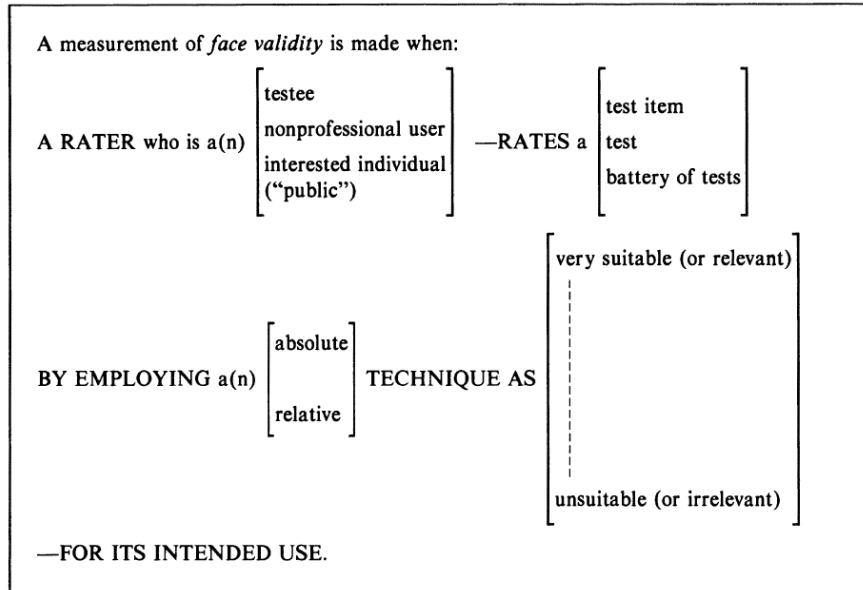 A measurement of face validity is made when:
testee
nonprofessional user
A RATER who is a(n)
interested individual
(“public”)
—RATES a
test item
test
battery of tests
BY EMPLOYING a(n)
absolute
relative
TECHNIQUE AS
very suitable (or relevant)
unsuitable (or irrelevant)
—FOR ITS INTENDED USE.